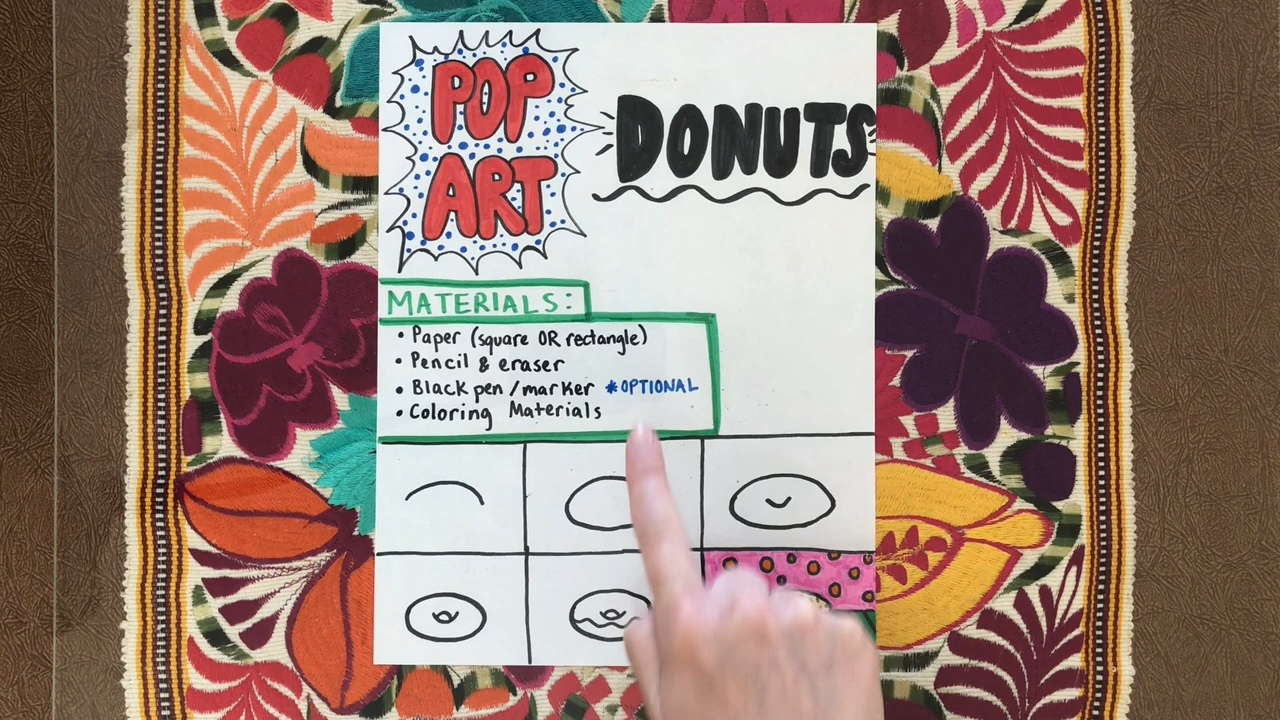 POP
ART
DONUTS
MATERIALS:
• Paper (square OR rectangle)
• Pencil & eraser
• Black pen/marker *OPTIONAL
• Coloring Materials